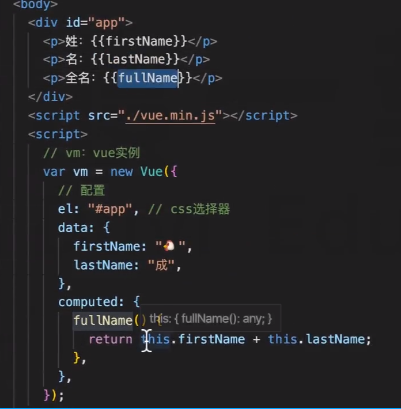 <body>
<div id="app">
<p>姓：{{firstName}}</p>
<p>名：{{lastName}}</p>
<p>全名：{{fullName}}</p>
</div>
<script src="./vue.min.js"></script>
<script>
// vm：vue实例
var vm = new Vue({
// 配置
el: "#app", // css选择器
data: {
firstName: "🐴",
lastName: "成",
},
computed: {
fullName() {
this: { fullName(): any; }
return this.firstName + this.lastName;
},
},
});